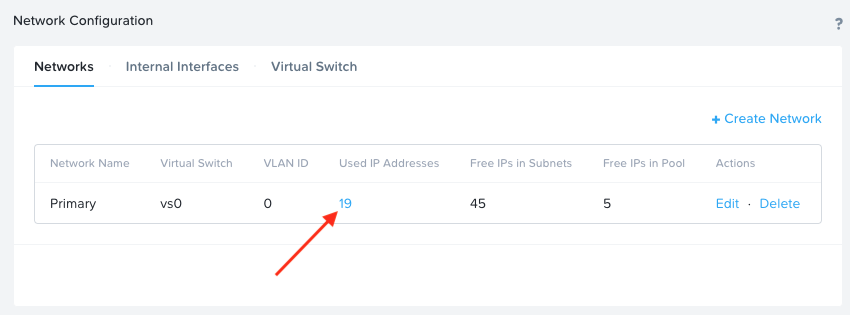 Network Configuration
?
Networks · Internal Interfaces · Virtual Switch
+ Create Network
Network Name Virtual Switch VLAN ID Used IP Addresses Free IPs in Subnets Free IPs in Pool Actions
Primary vs0 0 19 45 5 Edit · Delete